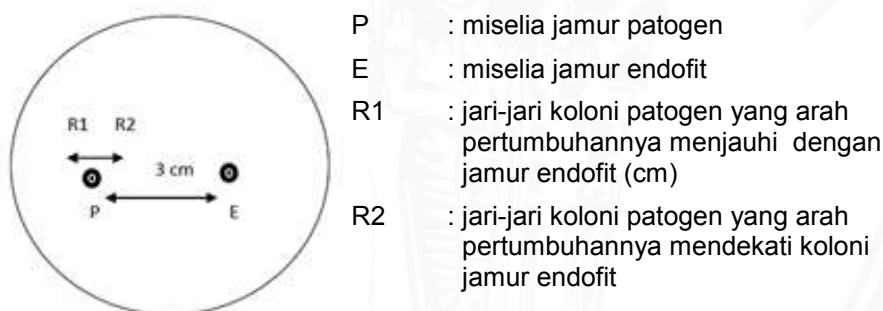 R1 R2
3 cm
P E
P : miselia jamur patogen
E : miselia jamur endofit
R1 : jari-jari koloni patogen yang arah
pertumbuhannya menjauhi dengan
jamur endofit (cm)
R2 : jari-jari koloni patogen yang arah
pertumbuhannya mendekati koloni
jamur endofit